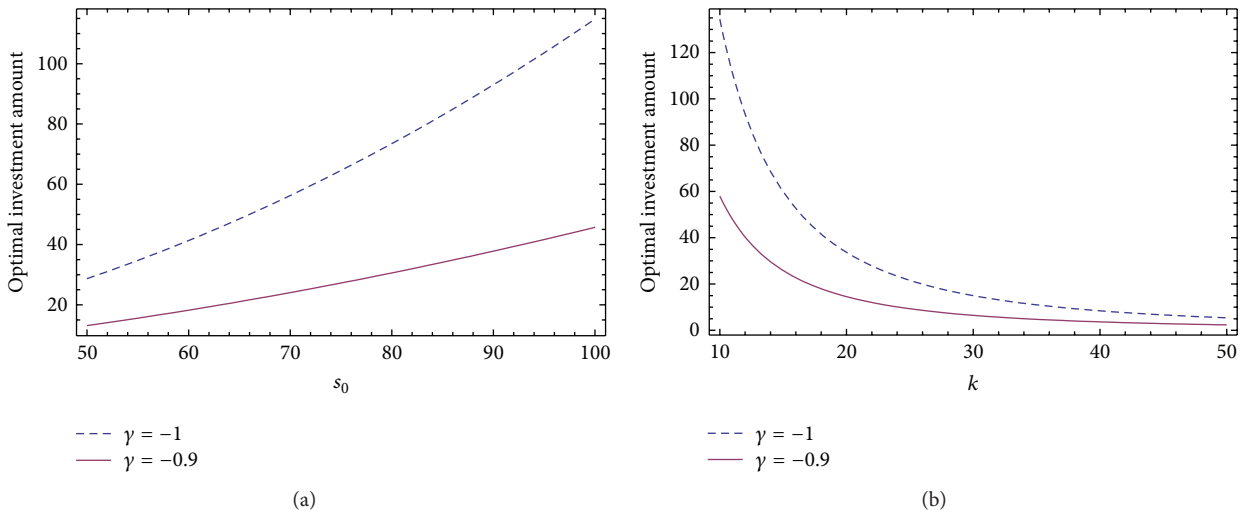 Optimal investment amount
100
80
60
40
20
50
60
70
80
90
100
s₀
γ = −1
γ = −0.9
(a)
Optimal investment amount
120
100
80
60
40
20
0
10
20
30
40
50
k
γ = −1
γ = −0.9
(b)